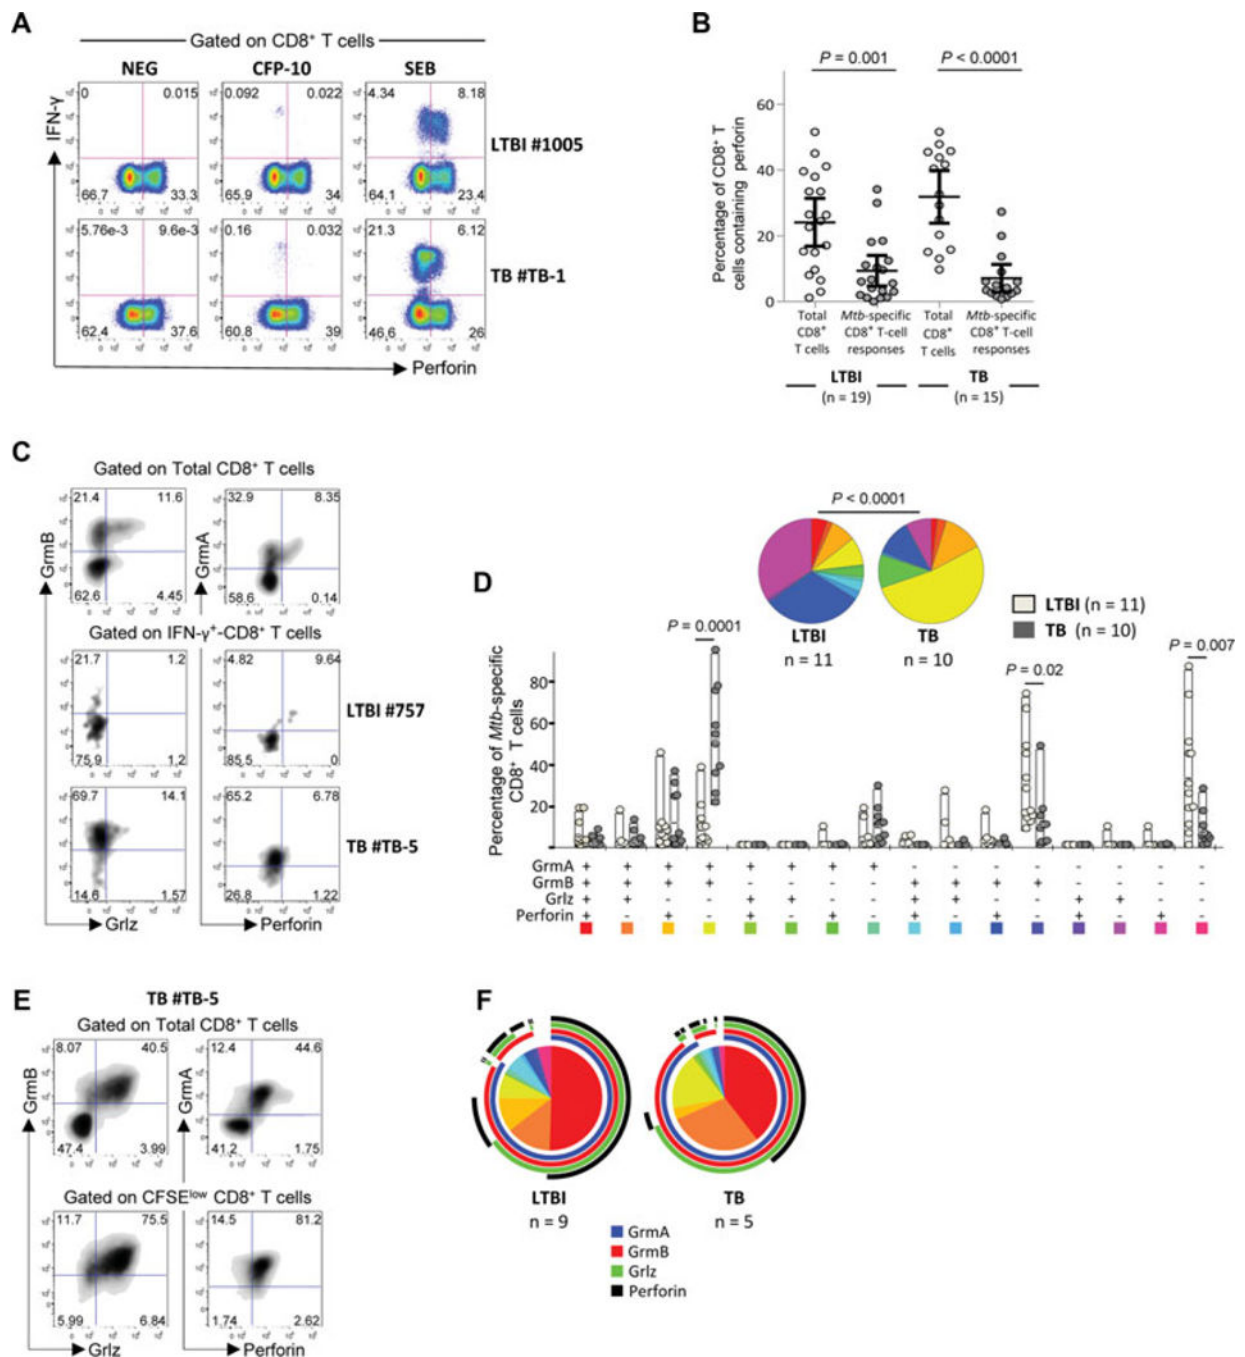 A
Gated on CD8⁺ T cells
NEG CFP-10 SEB
IFN-γ
0 0.015 0.092 0.022 4.34 8.18
LTBI #1005
66.7 33.3 65.9 34 64.1 23.4
5.76e-3 9.6e-3 0.16 0.032 21.3 6.12
TB #TB-1
62.4 37.6 60.8 39 46.6 26
Perforin
B
P = 0.001 P < 0.0001
Percentage of CD8⁺ T
cells containing perforin
60
40
20
0
Total Mtb-specific Total Mtb-specific
CD8⁺ CD8⁺ T-cell CD8⁺ CD8⁺ T-cell
T cells responses T cells responses
LTBI TB
(n = 19) (n = 15)
C
Gated on Total CD8⁺ T cells
21.4 11.6 32.9 8.35
GrmB GrmA
62.6 4.45 58.6 0.14
Gated on IFN-γ⁺-CD8⁺ T cells
21.7 1.2 4.82 9.64
LTBI #757
75.9 1.2 85.5 0
69.7 14.1 65.2 6.78
TB #TB-5
14.6 1.57 26.8 1.22
Grlz Perforin
D
P < 0.0001
LTBI TB
n = 11 n = 10
LTBI (n = 11)
TB (n = 10)
P = 0.0001 P = 0.02 P = 0.007
Percentage of Mtb-specific
CD8⁺ T cells
80
60
40
20
GrmA + + + + + + + + - - - - - - - -
GrmB + + + + - - - - + + + + - - - -
Grlz + + - - + + - - + + - - + + - -
Perforin + - + - + - + - + - + - + - + -
E
TB #TB-5
Gated on Total CD8⁺ T cells
8.07 40.5 12.4 44.6
GrmB GrmA
47.4 3.99 41.2 1.75
Gated on CFSEˡᵒʷ CD8⁺ T cells
11.7 75.5 14.5 81.2
5.99 6.84 1.74 2.62
Grlz Perforin
F
LTBI TB
n = 9 n = 5
GrmA
GrmB
Grlz
Perforin